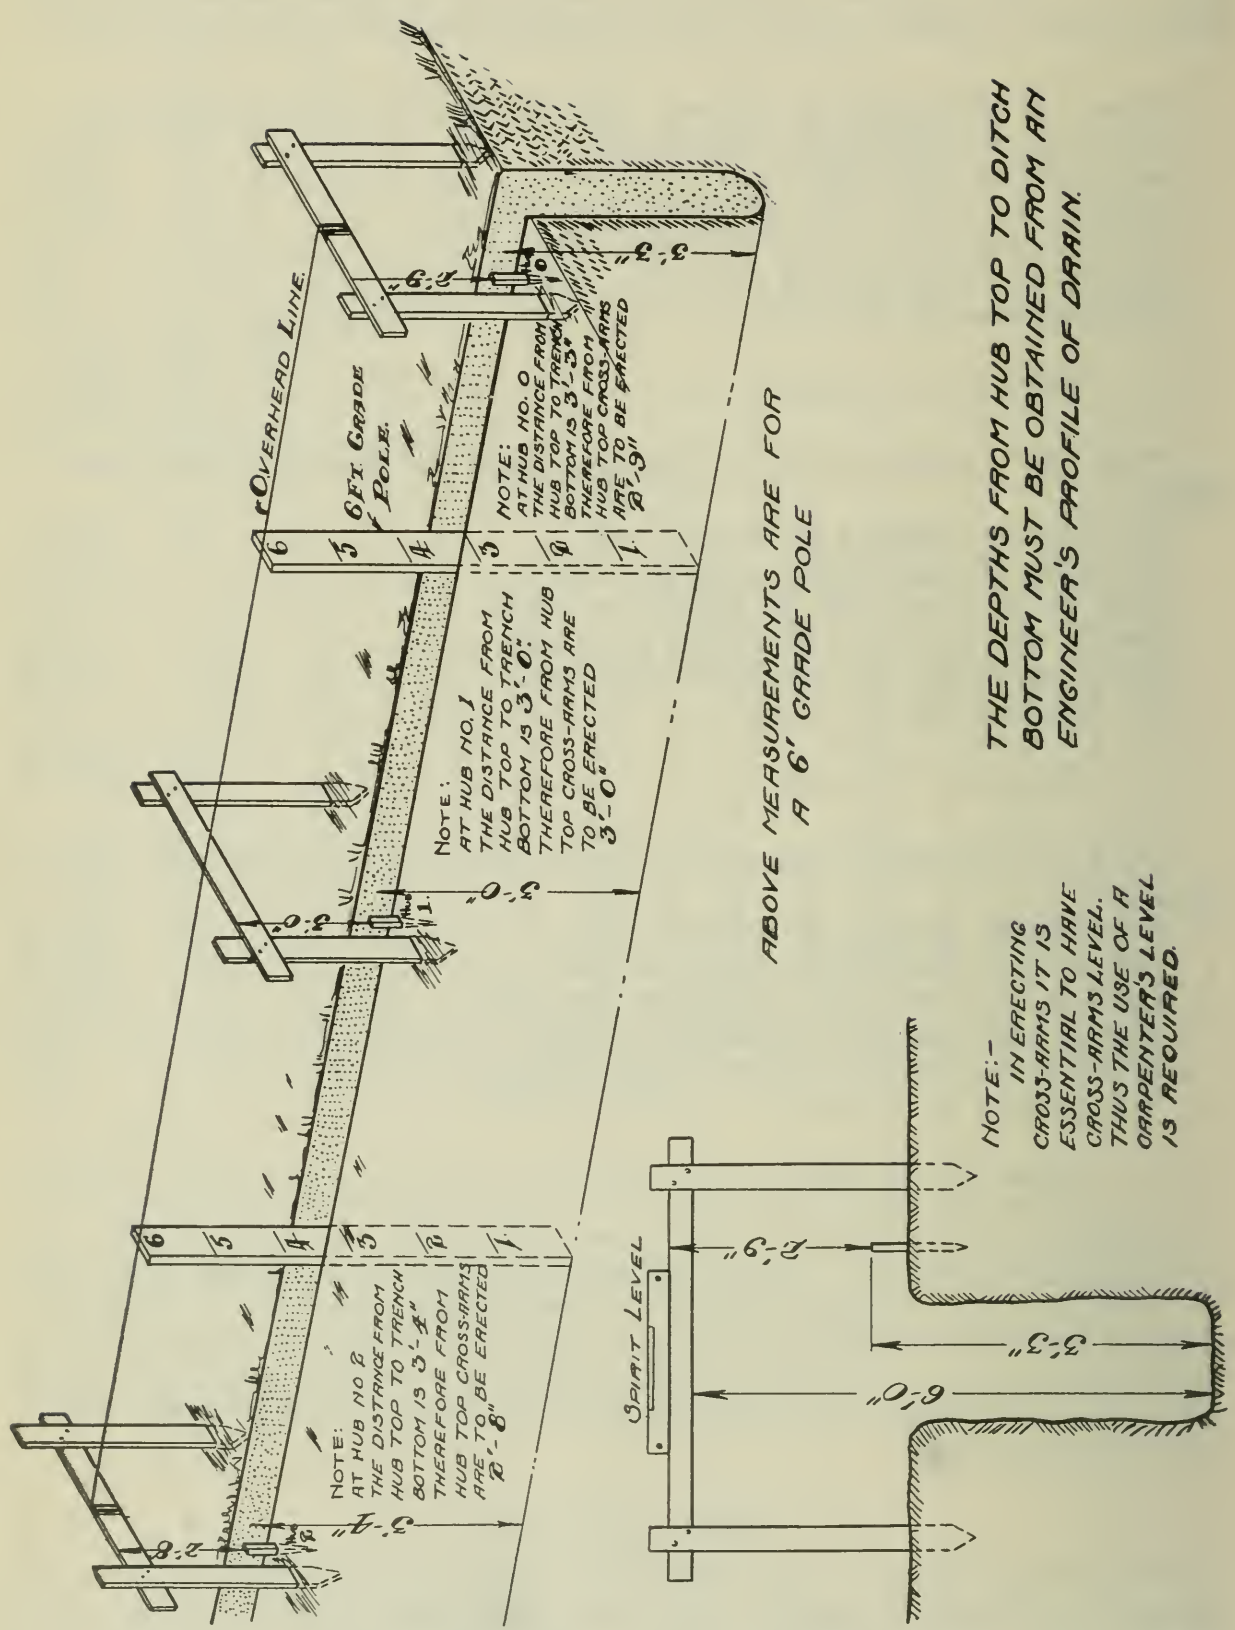 OVERHEAD LINE.
6FT GRADE
POLE.
6
5
4
3
2
1.
6
5
4
3
2
1.
2'-9"
HUB
0
3'-3"
3'-0"
HUB
1.
3'-0"
2'-8
HUB
2
3'-4"
NOTE:
AT HUB NO 2
THE DISTANCE FROM
HUB TOP TO TRENCH
BOTTOM IS 3'-4"
THEREFORE FROM
HUB TOP CROSS-ARMS
ARE TO BE ERECTED
2'-8"
NOTE:
AT HUB NO. 1
THE DISTANCE FROM
HUB TOP TO TRENCH
BOTTOM IS 3'-0".
THEREFORE FROM HUB
TOP CROSS-ARMS ARE
TO BE ERECTED
3'-0"
NOTE:
AT HUB NO. 0
THE DISTANCE FROM
HUB TOP TO TRENCH
BOTTOM IS 3'-3"
THEREFORE FROM
HUB TOP CROSS-ARMS
ARE TO BE ERECTED
2'-9"
ABOVE MEASUREMENTS ARE FOR
A 6' GRADE POLE
SPIRIT LEVEL
2'-9"
3'-3"
6'-0"
NOTE:-
IN ERECTING
CROSS-ARMS IT IS
ESSENTIAL TO HAVE
CROSS-ARMS LEVEL.
THUS THE USE OF A
CARPENTER'S LEVEL
IS REQUIRED.
THE DEPTHS FROM HUB TOP TO DITCH
BOTTOM MUST BE OBTAINED FROM AN
ENGINEER'S PROFILE OF DRAIN.